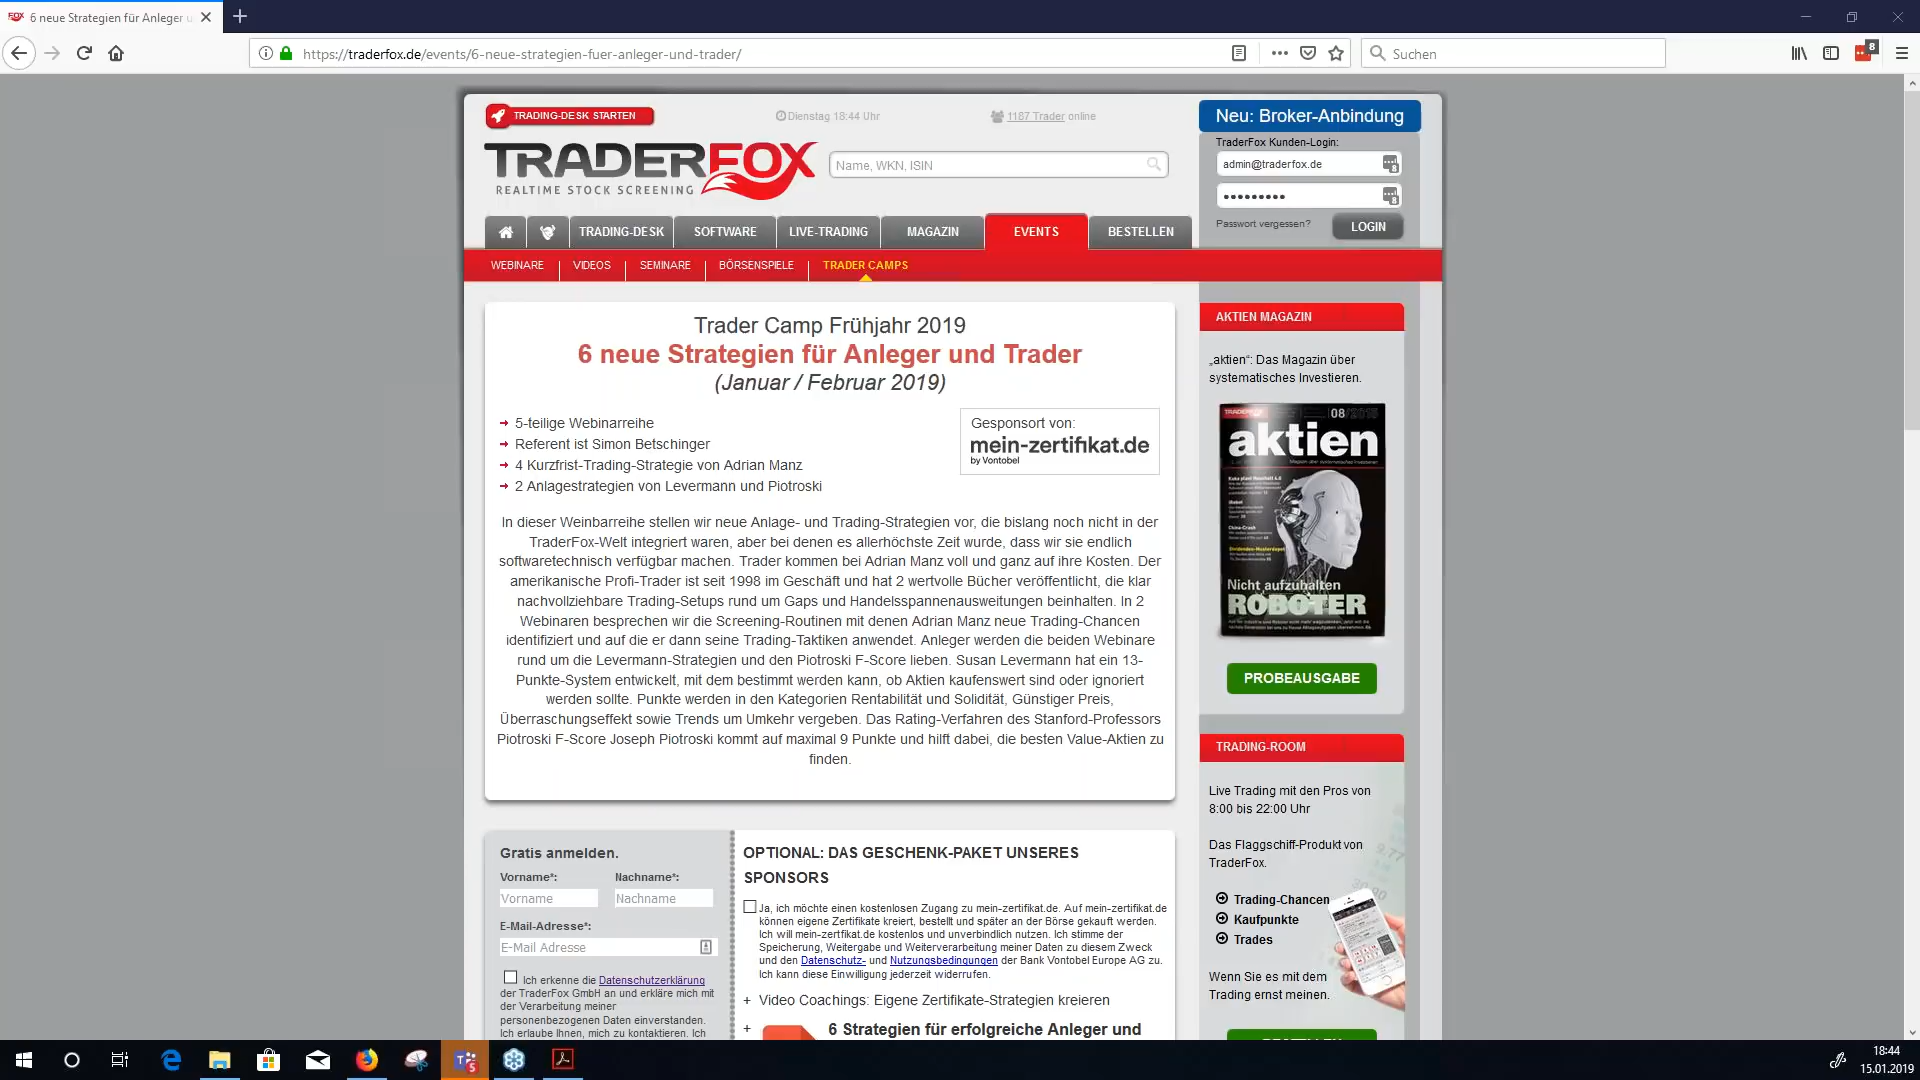 6 neue Strategien für Anleger u
https://traderfox.de/events/6-neue-strategien-fuer-anleger-und-trader/
Suchen
8
TRADING-DESK STARTEN
Dienstag 18:44 Uhr
1187 Trader online
Neu: Broker-Anbindung
TraderFox Kunden-Login:
admin@traderfox.de
Passwort vergessen?
LOGIN
TRADERFOX
REALTIME STOCK SCREENING
Name, WKN, ISIN
TRADING-DESK
SOFTWARE
LIVE-TRADING
MAGAZIN
EVENTS
BESTELLEN
WEBINARE
VIDEOS
SEMINARE
BÖRSENSPIELE
TRADER CAMPS
Trader Camp Frühjahr 2019
6 neue Strategien für Anleger und Trader
(Januar / Februar 2019)
5-teilige Webinarreihe
Referent ist Simon Betschinger
4 Kurzfrist-Trading-Strategie von Adrian Manz
2 Anlagestrategien von Levermann und Piotroski
Gesponsort von:
mein-zertifikat.de
by Vontobel
In dieser Weinbarreihe stellen wir neue Anlage- und Trading-Strategien vor, die bislang noch nicht in der
TraderFox-Welt integriert waren, aber bei denen es allerhöchste Zeit wurde, dass wir sie endlich
softwaretechnisch verfügbar machen. Trader kommen bei Adrian Manz voll und ganz auf ihre Kosten. Der
amerikanische Profi-Trader ist seit 1998 im Geschäft und hat 2 wertvolle Bücher veröffentlicht, die klar
nachvollziehbare Trading-Setups rund um Gaps und Handelsspannenausweitungen beinhalten. In 2
Webinaren besprechen wir die Screening-Routinen mit denen Adrian Manz neue Trading-Chancen
identifiziert und auf die er dann seine Trading-Taktiken anwendet. Anleger werden die beiden Webinare
rund um die Levermann-Strategien und den Piotroski F-Score lieben. Susan Levermann hat ein 13-
Punkte-System entwickelt, mit dem bestimmt werden kann, ob Aktien kaufenswert sind oder ignoriert
werden sollte. Punkte werden in den Kategorien Rentabilität und Solidität, Günstiger Preis,
Überraschungseffekt sowie Trends um Umkehr vergeben. Das Rating-Verfahren des Stanford-Professors
Piotroski F-Score Joseph Piotroski kommt auf maximal 9 Punkte und hilft dabei, die besten Value-Aktien zu
finden.
Gratis anmelden.
Vorname*:
Nachname*:
Vorname
Nachname
E-Mail-Adresse*:
E-Mail Adresse
Ich erkenne die Datenschutzerklärung
der TraderFox GmbH an und erkläre mich mit
der Verarbeitung meiner
personenbezogenen Daten einverstanden.
Ich erlaube Ihnen, mich zu kontaktieren. Ich
OPTIONAL: DAS GESCHENK-PAKET UNSERES
SPONSORS
Ja, ich möchte einen kostenlosen Zugang zu mein-zertifikat.de. Auf mein-zertifikat.de
können eigene Zertifikate kreiert, bestellt und später an der Börse gekauft werden.
Ich will mein-zertfikat.de kostenlos und unverbindlich nutzen. Ich stimme der
Speicherung, Weitergabe und Weiterverarbeitung meiner Daten zu diesem Zweck
und den Datenschutz- und Nutzungsbedingungen der Bank Vontobel Europe AG zu.
Ich kann diese Einwilligung jederzeit widerrufen.
+ Video Coachings: Eigene Zertifikate-Strategien kreieren
+ 6 Strategien für erfolgreiche Anleger und
AKTIEN MAGAZIN
„aktien“: Das Magazin über
systematisches Investieren.
TRADERFOX
08/2015
aktien
Nicht aufzuhalten
ROBOTER
PROBEAUSGABE
TRADING-ROOM
Live Trading mit den Pros von
8:00 bis 22:00 Uhr
Das Flaggschiff-Produkt von
TraderFox.
Trading-Chancen
Kaufpunkte
Trades
Wenn Sie es mit dem
Trading ernst meinen.
BESTELLEN
18:44
15.01.2019